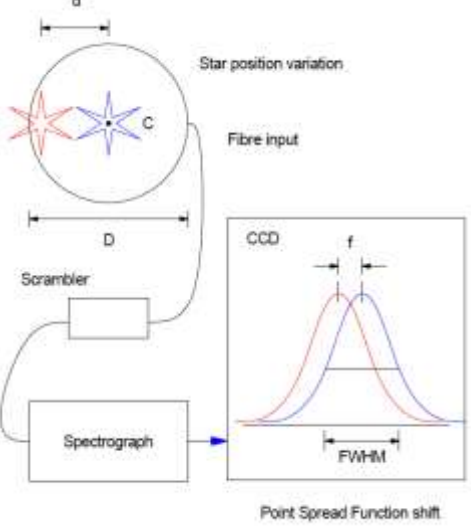 d
Star position variation
C
Fibre input
D
CCD
f
Scrambler
Spectrograph
FWHM
Point Spread Function shift